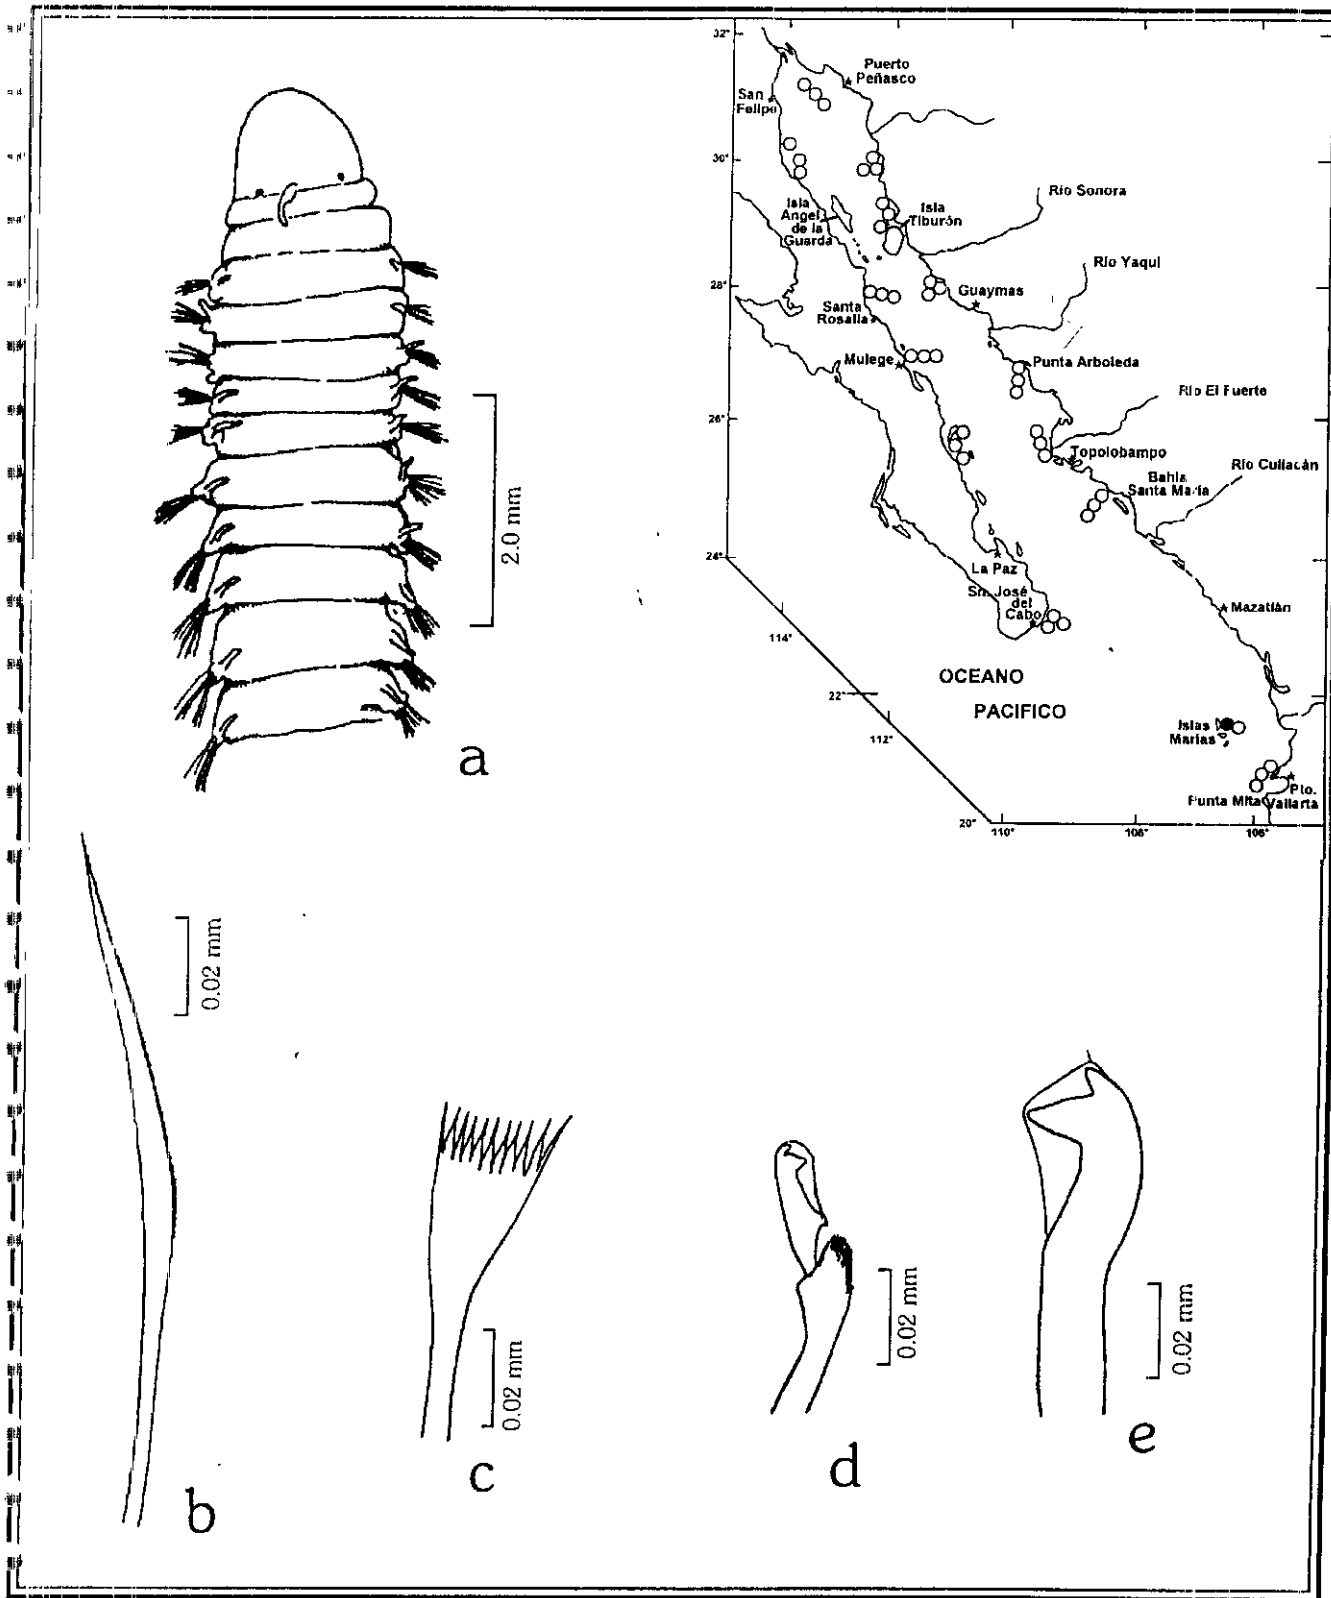 32°
Puerto
Peñasco
San
Felipe
30°
Río Sonora
Isla
Angel
de la
Guarda
Isla
Tiburón
Río Yaqui
28°
Guaymas
Santa
Rosalía
Mulege
Punta Arboleda
Río El Fuerte
26°
Topolobampo
Río Culiacán
Bahía
Santa María
24°
La Paz
Sn. José
del
Cabo
Mazatlán
114°
OCEANO
PACIFICO
22°
112°
Islas
Marías
Pto.
Punta Mita Vallarta
20°
110°
108°
106°
2.0 mm
a
0.02 mm
b
0.02 mm
c
0.02 mm
d
0.02 mm
e